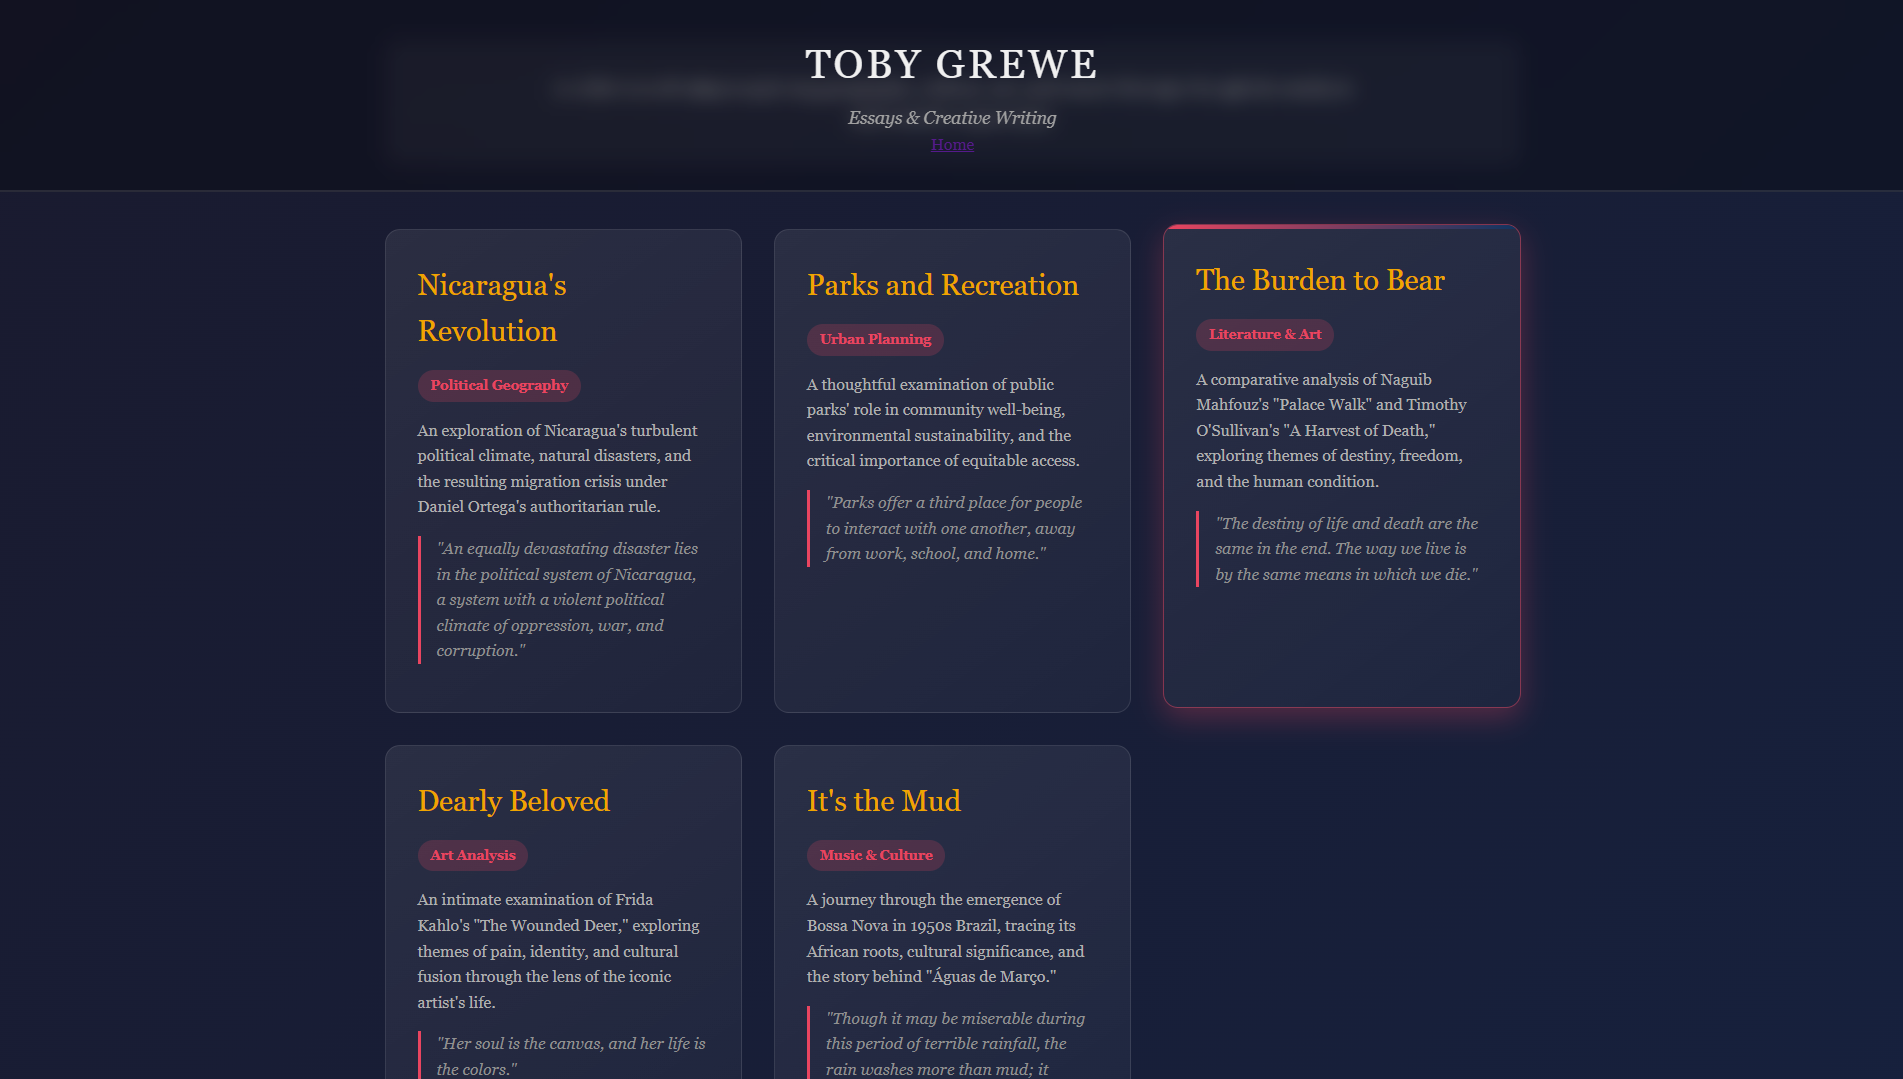 TOBY GREWE
Essays & Creative Writing
Home
Nicaragua's
Revolution
Political Geography
An exploration of Nicaragua's turbulent
political climate, natural disasters, and
the resulting migration crisis under
Daniel Ortega's authoritarian rule.
"An equally devastating disaster lies
in the political system of Nicaragua,
a system with a violent political
climate of oppression, war, and
corruption."
Parks and Recreation
Urban Planning
A thoughtful examination of public
parks' role in community well-being,
environmental sustainability, and the
critical importance of equitable access.
"Parks offer a third place for people
to interact with one another, away
from work, school, and home."
The Burden to Bear
Literature & Art
A comparative analysis of Naguib
Mahfouz's "Palace Walk" and Timothy
O'Sullivan's "A Harvest of Death,"
exploring themes of destiny, freedom,
and the human condition.
"The destiny of life and death are the
same in the end. The way we live is
by the same means in which we die."
Dearly Beloved
Art Analysis
An intimate examination of Frida
Kahlo's "The Wounded Deer," exploring
themes of pain, identity, and cultural
fusion through the lens of the iconic
artist's life.
"Her soul is the canvas, and her life is
the colors."
It's the Mud
Music & Culture
A journey through the emergence of
Bossa Nova in 1950s Brazil, tracing its
African roots, cultural significance, and
the story behind "Águas de Março."
"Though it may be miserable during
this period of terrible rainfall, the
rain washes more than mud; it